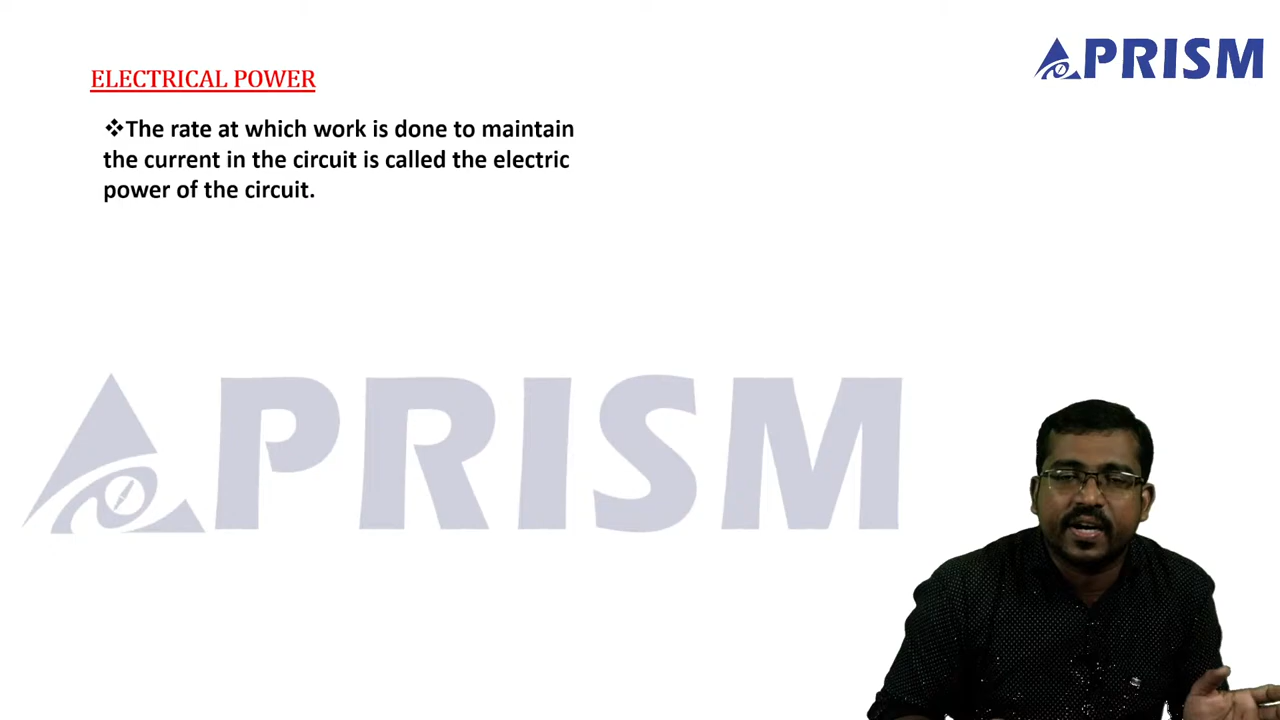 PRISM
ELECTRICAL POWER
❖The rate at which work is done to maintain
the current in the circuit is called the electric
power of the circuit.
PRISM